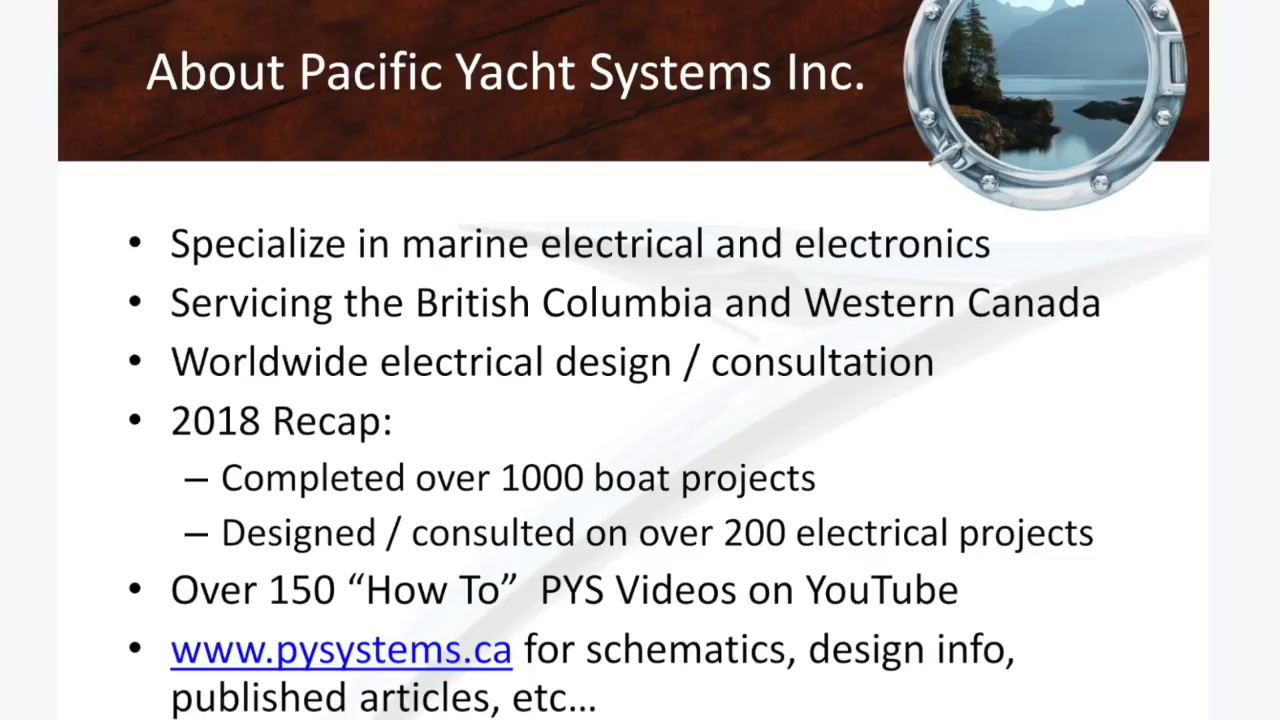 About Pacific Yacht Systems Inc.
• Specialize in marine electrical and electronics
• Servicing the British Columbia and Western Canada
• Worldwide electrical design / consultation
• 2018 Recap:
– Completed over 1000 boat projects
– Designed / consulted on over 200 electrical projects
• Over 150 “How To”  PYS Videos on YouTube
• www.pysystems.ca for schematics, design info,
published articles, etc…